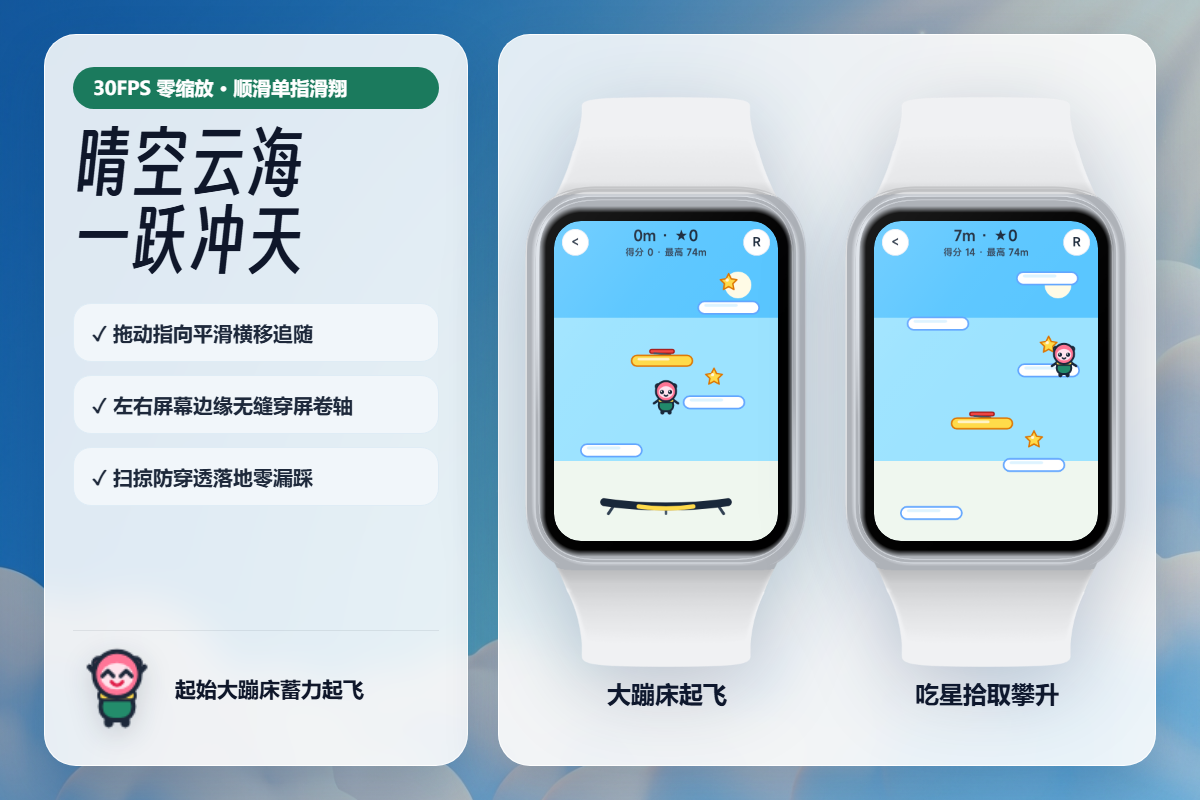 30FPS 零缩放 • 顺滑单指滑翔
晴空云海
一跃冲天
✓ 拖动指向平滑横移追随
✓ 左右屏幕边缘无缝穿屏卷轴
✓ 扫掠防穿透落地零漏踩
起始大蹦床蓄力起飞
< 0m · ★0 R
得分 0 · 最高 74m
大蹦床起飞
< 7m · ★0 R
得分 14 · 最高 74m
吃星拾取攀升